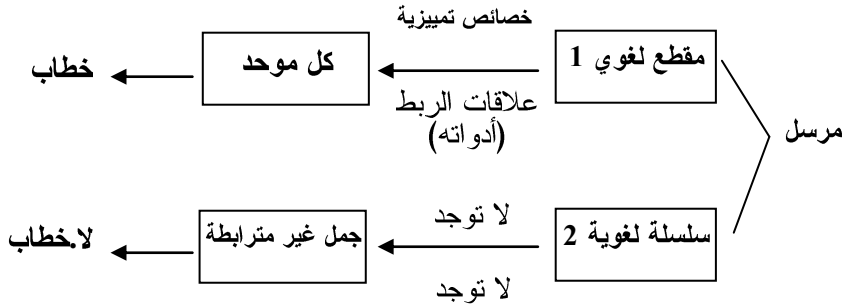 خصائص تمييزية
مقطع لغوي 1
كل موحد
خطاب
علاقات الربط
(أدواته)
مرسل
لا توجد
سلسلة لغوية 2
جمل غير مترابطة
لا.خطاب
لا توجد